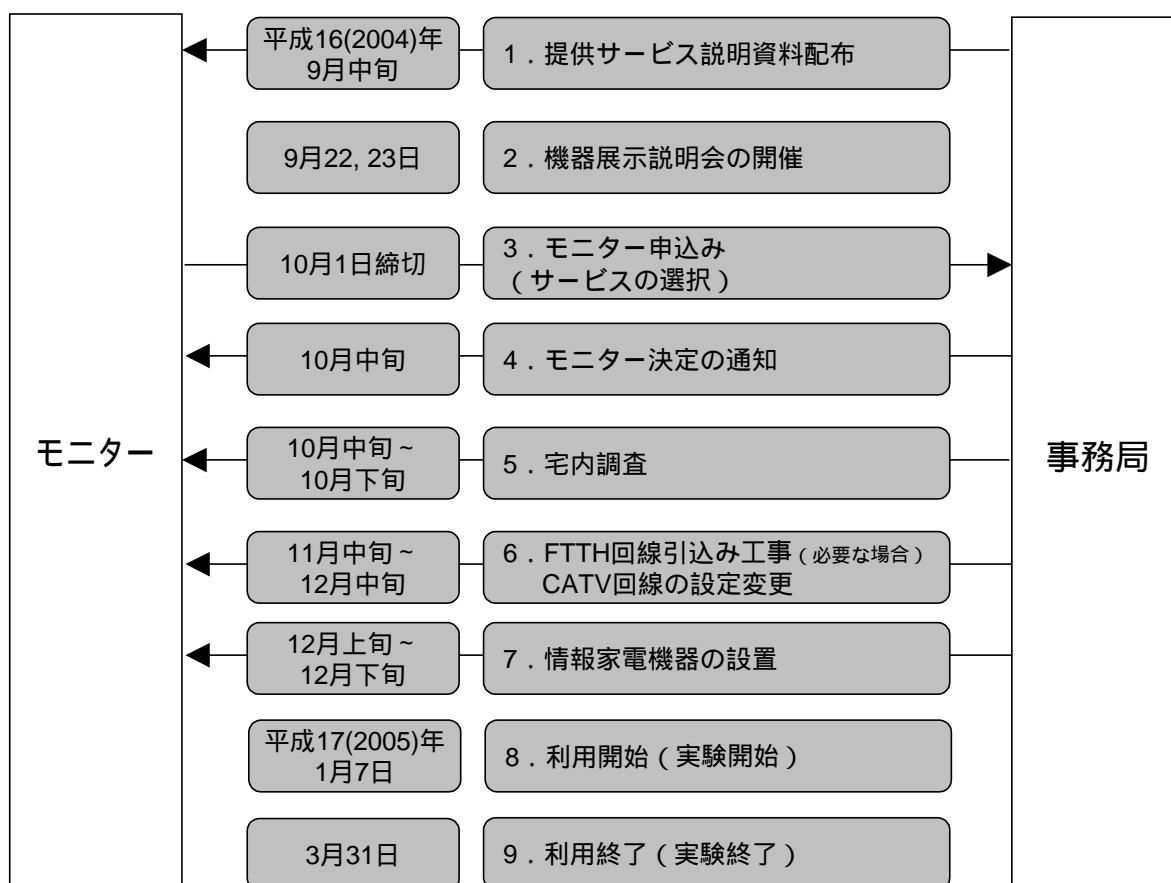 モニター
平成16(2004)年
9月中旬
1．提供サービス説明資料配布
9月22, 23日
2．機器展示説明会の開催
10月1日締切
3．モニター申込み
（サービスの選択）
10月中旬
4．モニター決定の通知
10月中旬～
10月下旬
5．宅内調査
11月中旬～
12月中旬
6．FTTH回線引込み工事（必要な場合）
CATV回線の設定変更
12月上旬～
12月下旬
7．情報家電機器の設置
平成17(2005)年
1月7日
8．利用開始（実験開始）
3月31日
9．利用終了（実験終了）
事務局